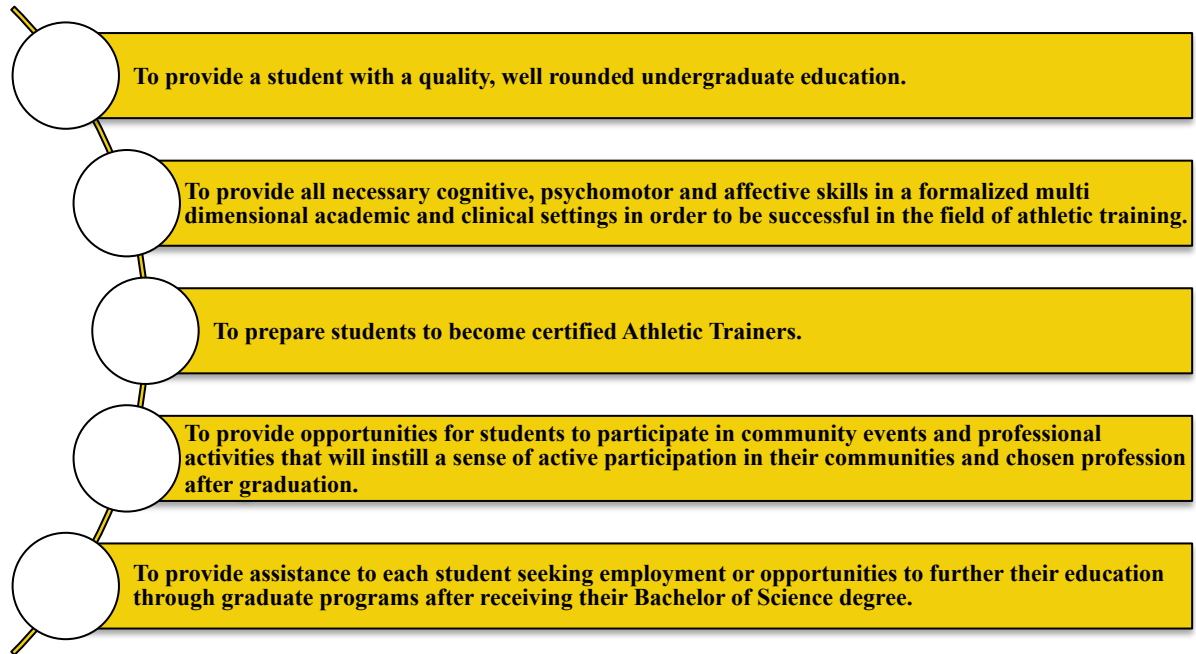 To provide a student with a quality, well rounded undergraduate education.
To provide all necessary cognitive, psychomotor and affective skills in a formalized multi
dimensional academic and clinical settings in order to be successful in the field of athletic training.
To prepare students to become certified Athletic Trainers.
To provide opportunities for students to participate in community events and professional
activities that will instill a sense of active participation in their communities and chosen profession
after graduation.
To provide assistance to each student seeking employment or opportunities to further their education
through graduate programs after receiving their Bachelor of Science degree.